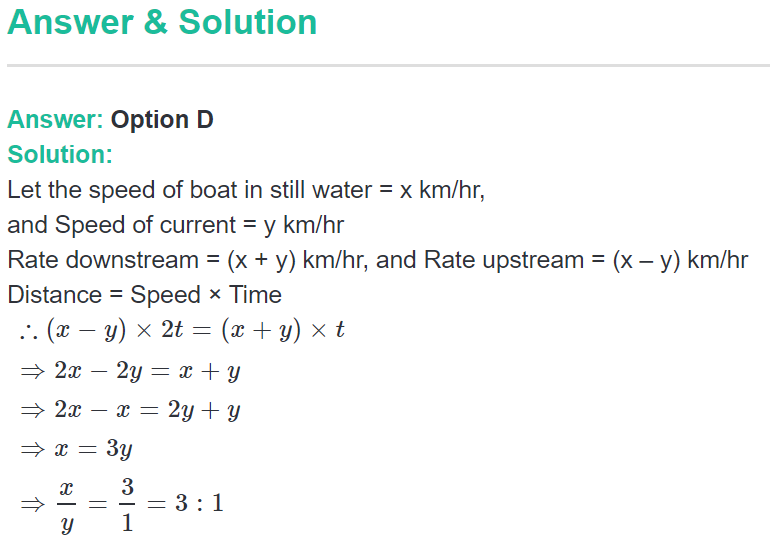 Answer & Solution
Answer: Option D
Solution:
Let the speed of boat in still water = x km/hr,
and Speed of current = y km/hr
Rate downstream = (x + y) km/hr, and Rate upstream = (x – y) km/hr
Distance = Speed × Time
∴ (x − y) × 2t = (x + y) × t
⇒ 2x − 2y = x + y
⇒ 2x − x = 2y + y
⇒ x = 3y
⇒ x/y = 3/1 = 3 : 1